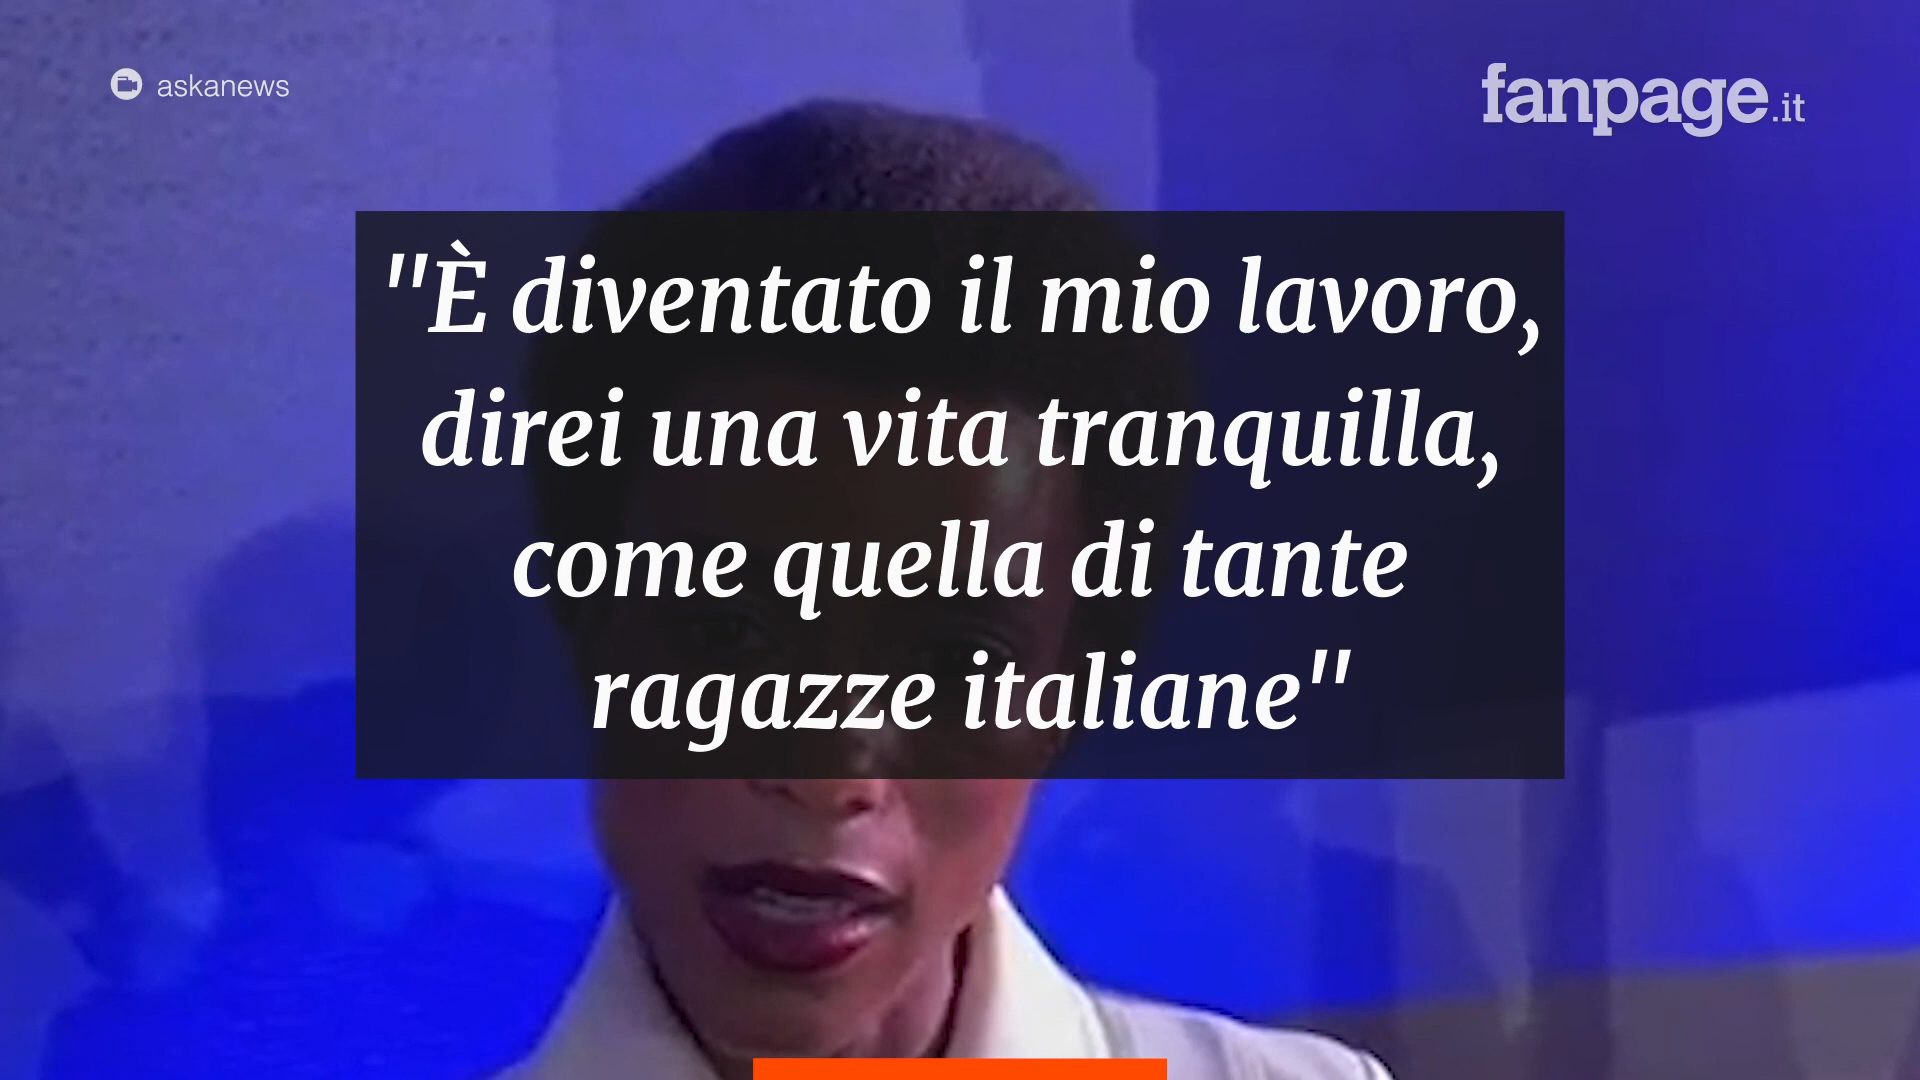 askanews
fanpage.it
"È diventato il mio lavoro,
direi una vita tranquilla,
come quella di tante
ragazze italiane"